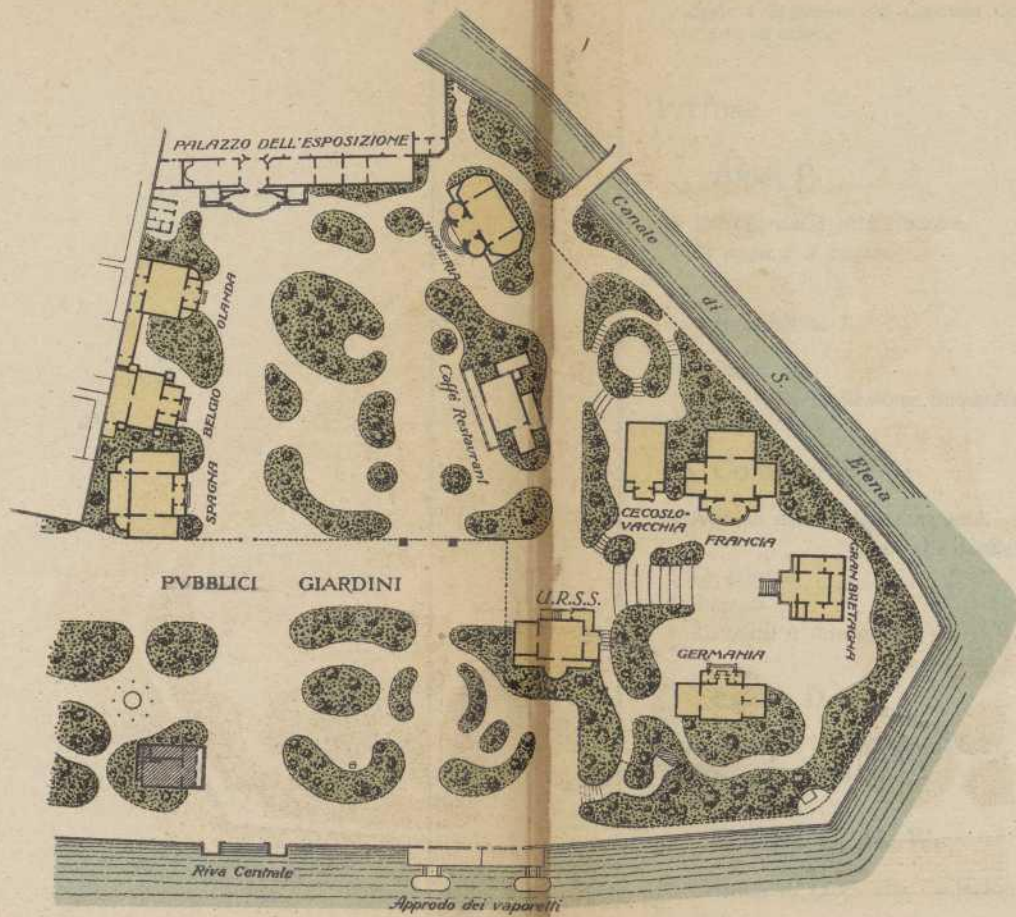 PALAZZO DELL'ESPOSIZIONE
UNGHERIA
Canale
di
S.
Elena
OLANDA
Caffè Restaurant
BELGIO
SPAGNA
CECOSLO-
VACCHIA
FRANCIA
GRAN BRETAGNA
PVBBLICI GIARDINI
U.R.S.S.
GERMANIA
Riva Centrale
Approdo dei vaporetti